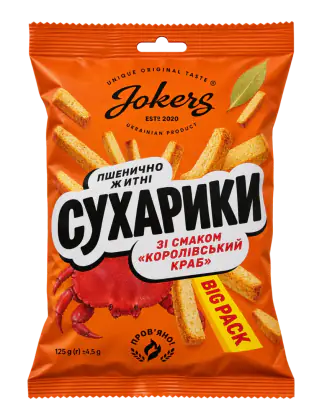 UNIQUE ORIGINAL TASTE
Jokers
ESTD 2020
UKRAINIAN PRODUCT
ПШЕНИЧНО
ЖИТНІ
СУХАРИКИ
ЗІ СМАКОМ
«КОРОЛІВСЬКИЙ
КРАБ»
BIG PACK
ПРОВ'ЯНО!
125 g (г) ±4,5 g